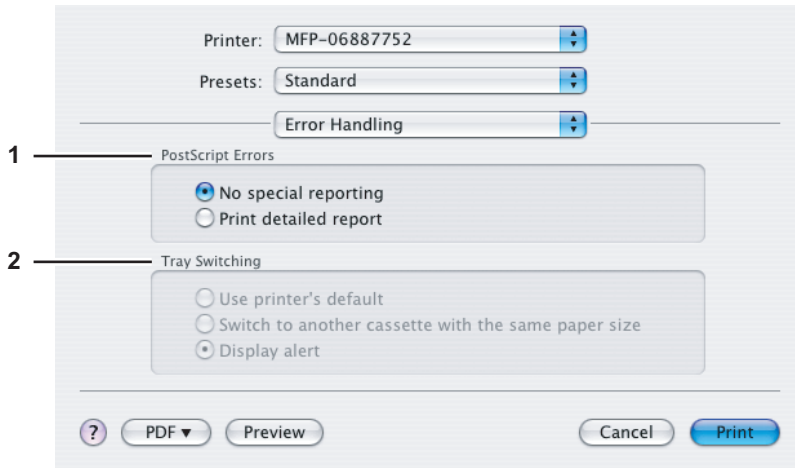 Printer: MFP-06887752
Presets: Standard
Error Handling
1 PostScript Errors
No special reporting
Print detailed report
2 Tray Switching
Use printer's default
Switch to another cassette with the same paper size
Display alert
? PDF ▼ Preview Cancel Print